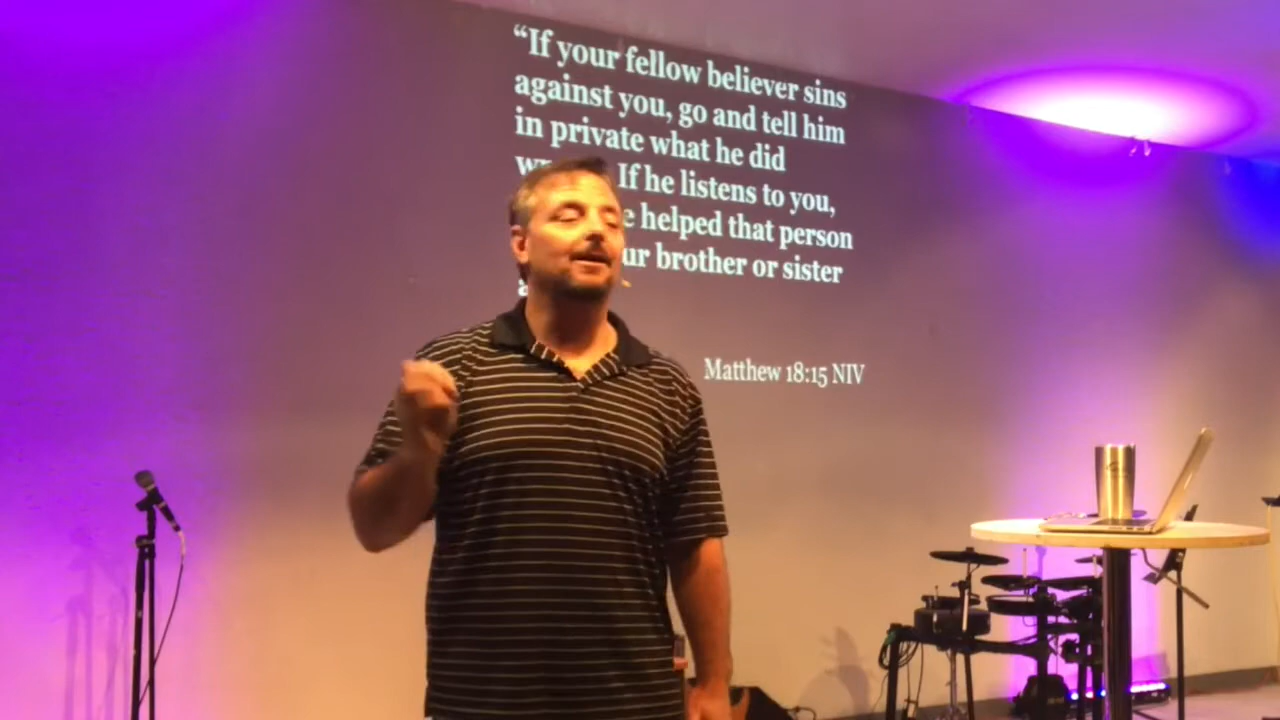 “If your fellow believer sins
against you, go and tell him
in private what he did
If he listens to you,
helped that person
brother or sister
Matthew 18:15 NIV